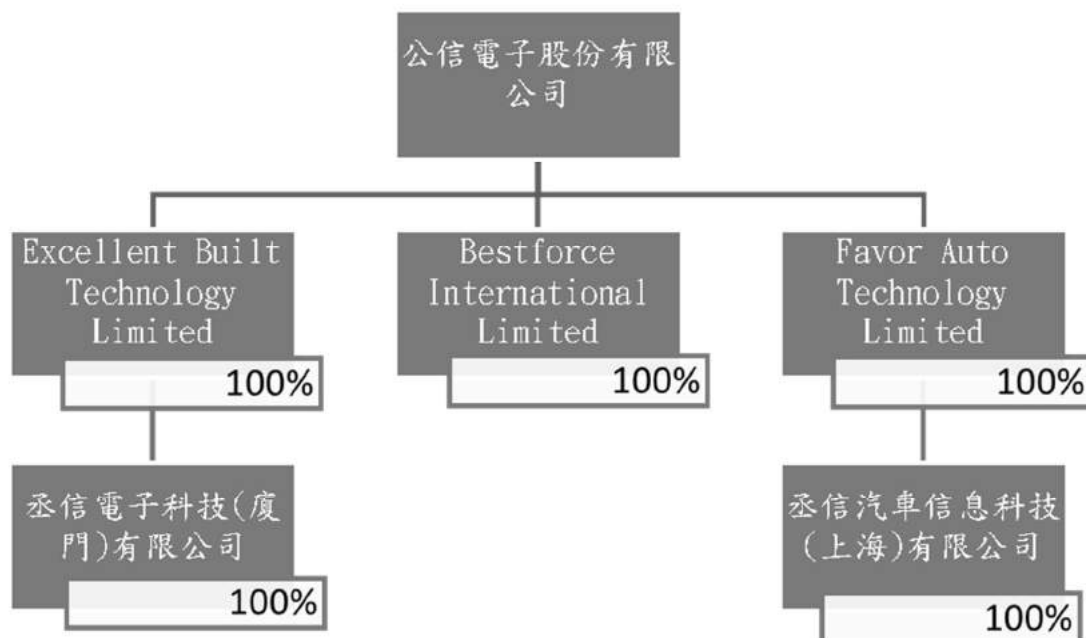 公信電子股份有限
公司
Excellent Built
Technology
Limited
100%
Bestforce
International
Limited
100%
Favor Auto
Technology
Limited
100%
丞信電子科技(廈
門)有限公司
100%
丞信汽車信息科技
(上海)有限公司
100%